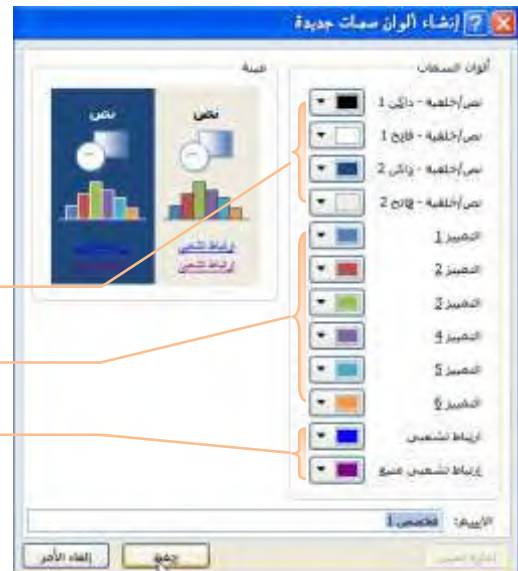 إنشاء ألوان سمات جديدة
ألوان السمات
عينة
نص/خلفية - داكن 1
نص/خلفية - فاتح 1
نص/خلفية - داكن 2
نص/خلفية - فاتح 2
التمييز 1
التمييز 2
التمييز 3
التمييز 4
التمييز 5
التمييز 6
ارتباط تشعبي
ارتباط تشعبي متبع
نص
نص
ارتباط تشعبي
ارتباط تشعبي
الاسم: مخصص 1
حفظ
إلغاء الأمر